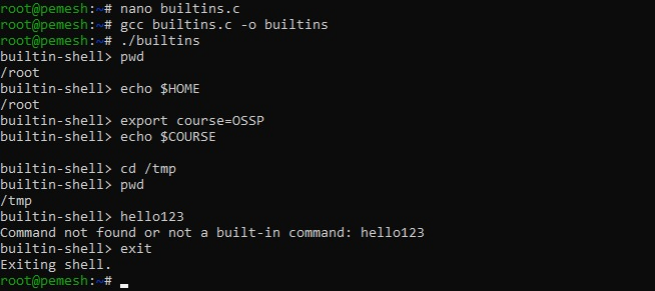 root@pemesh:~# nano builtins.c
root@pemesh:~# gcc builtins.c -o builtins
root@pemesh:~# ./builtins
builtin-shell> pwd
/root
builtin-shell> echo $HOME
/root
builtin-shell> export course=OSSP
builtin-shell> echo $COURSE
builtin-shell> cd /tmp
builtin-shell> pwd
/tmp
builtin-shell> hello123
Command not found or not a built-in command: hello123
builtin-shell> exit
Exiting shell.
root@pemesh:~#